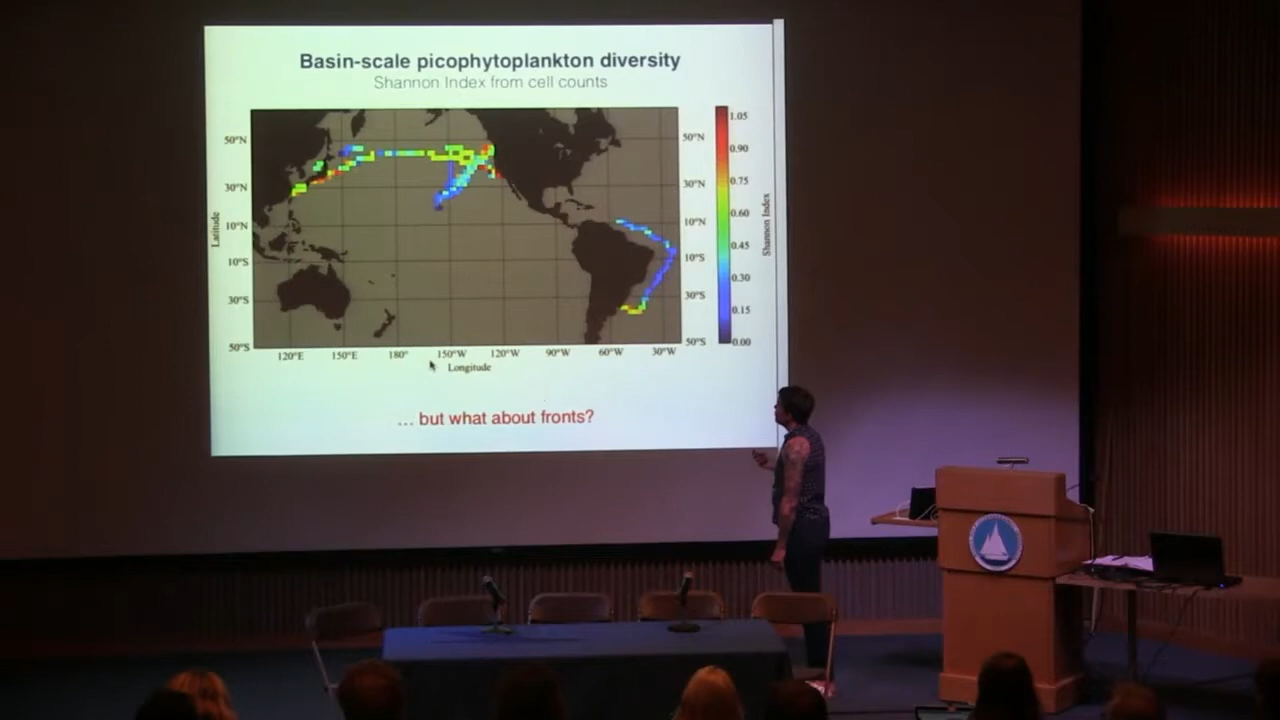 Basin-scale picophytoplankton diversity
Shannon Index from cell counts
50°N
30°N
10°N
10°S
30°S
50°S
Latitude
120°E 150°E 180° 150°W 120°W 90°W 60°W 30°W
Longitude
50°N
30°N
10°N
10°S
30°S
50°S
1.05
0.90
0.75
0.60
0.45
0.30
0.15
0.00
Shannon Index
... but what about fronts?